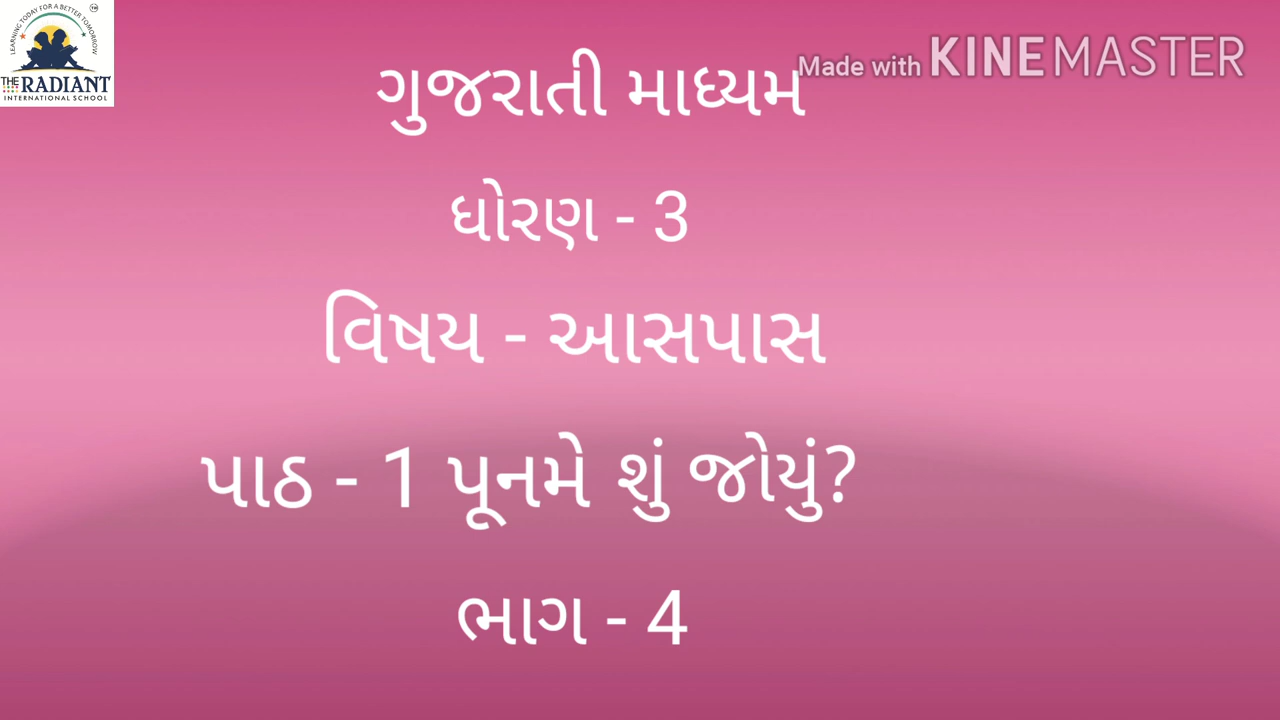 LEARNING TODAY FOR A BETTER TOMORROW
THE RADIANT
INTERNATIONAL SCHOOL
Made with KINEMASTER
ગુજરાતી માધ્યમ
ધોરણ - 3
વિષય - આસપાસ
પાઠ - 1 પૂનમે શું જોયું?
ભાગ - 4